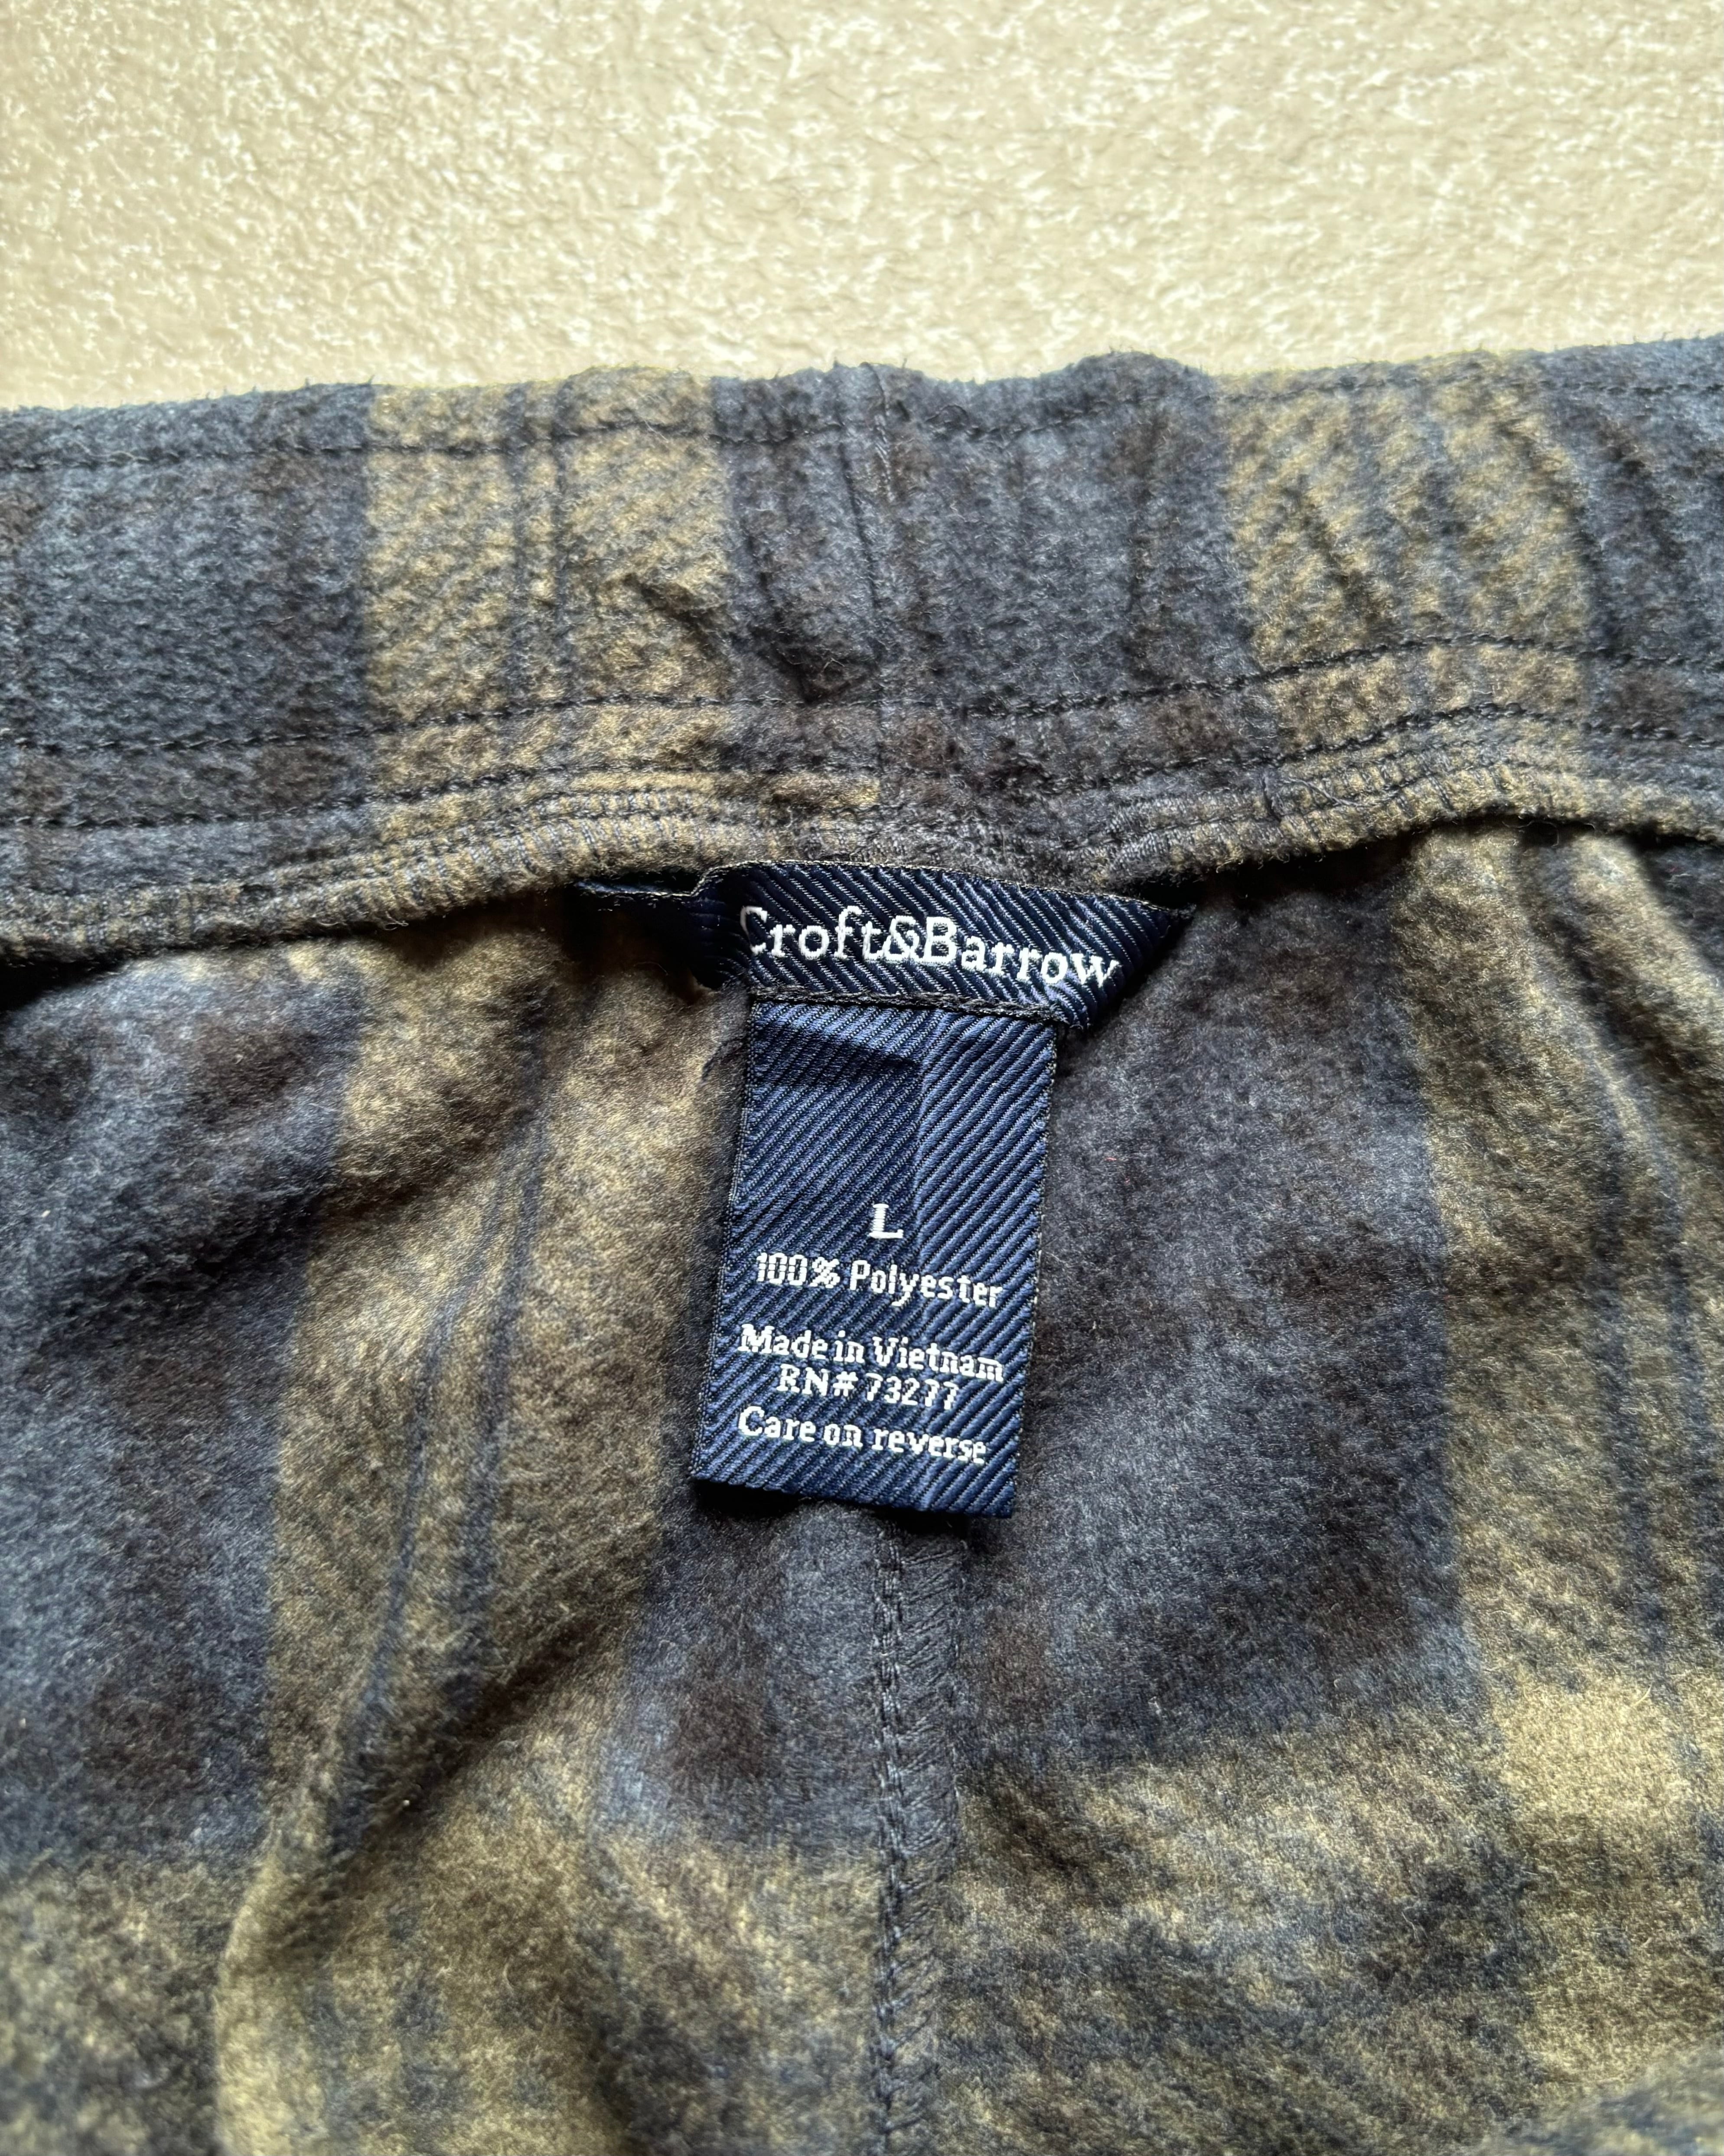 Croft&Barrow
L
100% Polyester
Made in Vietnam
RN# 73277
Care on reverse